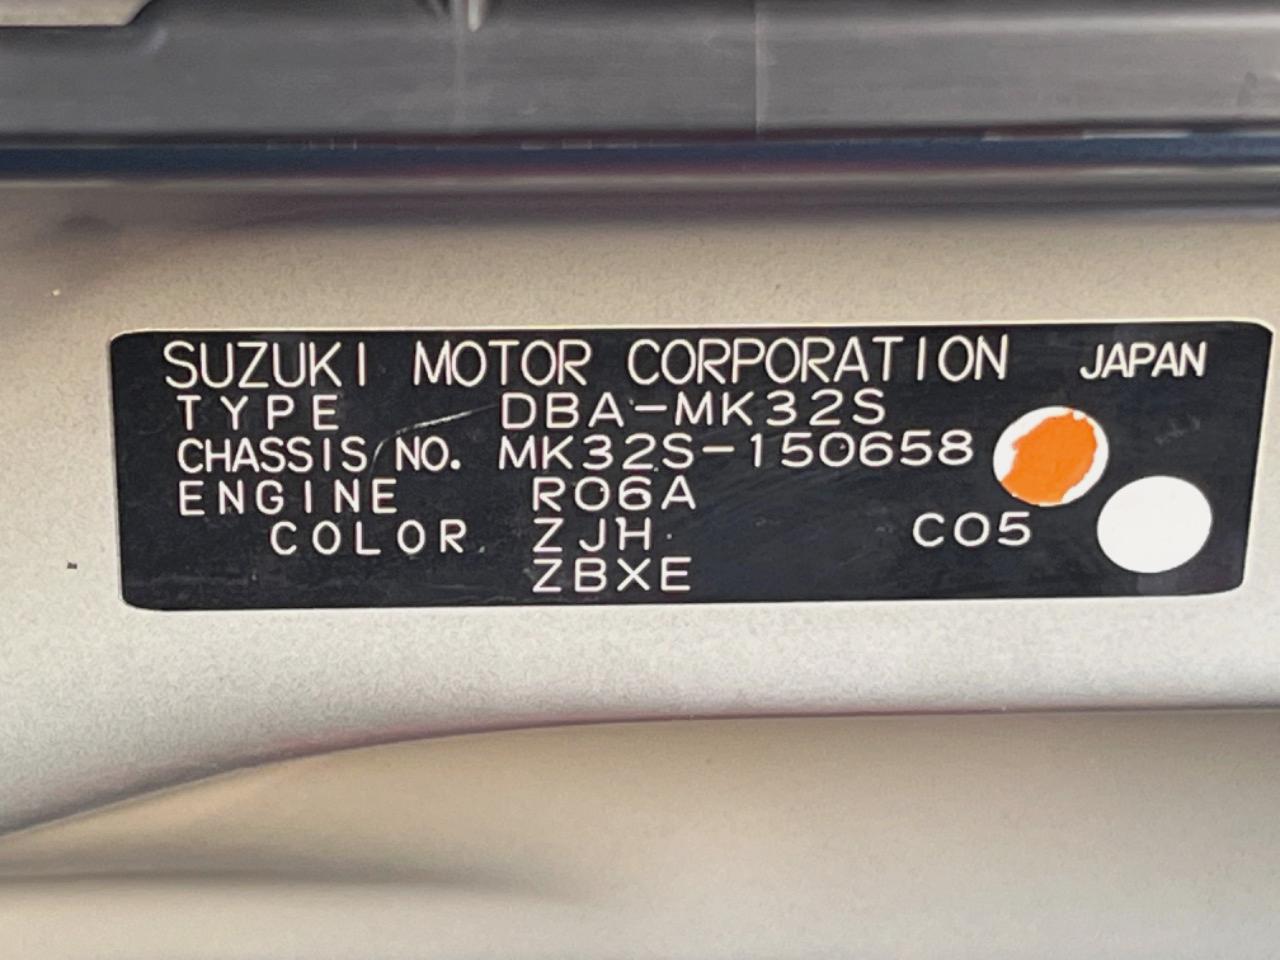 SUZUKI MOTOR CORPORATION JAPAN
TYPE DBA-MK32S
CHASSIS NO. MK32S-150658
ENGINE R06A
COLOR ZJH C05
ZBXE